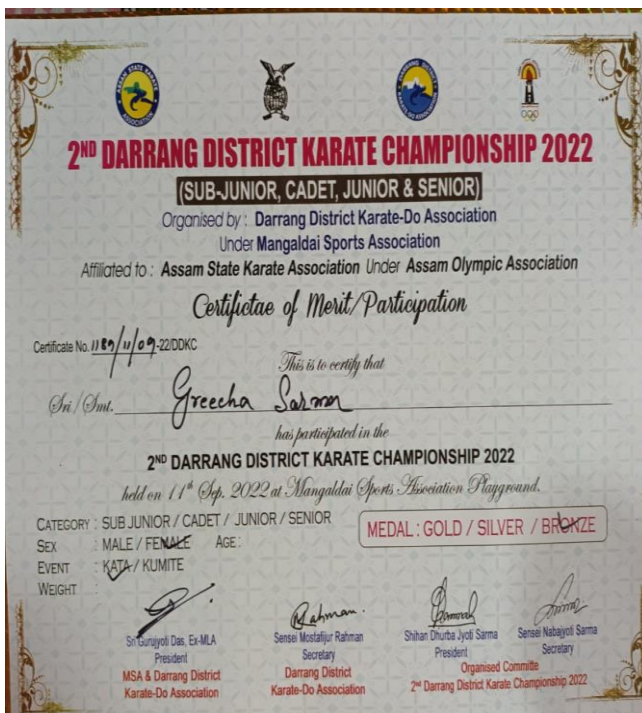 ASSAM STATE KARATE ASSOCIATION
2ND DARRANG DISTRICT KARATE CHAMPIONSHIP 2022
(SUB-JUNIOR, CADET, JUNIOR & SENIOR)
Organised by : Darrang District Karate-Do Association
Under Mangaldai Sports Association
Affiliated to : Assam State Karate Association Under Assam Olympic Association
Certifictae of Merit/Participation
Certificate No. 1189/11/09-22/DDKC
This is to certify that
Sri / Smt. Greecha Sarma
has participated in the
2ND DARRANG DISTRICT KARATE CHAMPIONSHIP 2022
held on 11th Sep. 2022 at Mangaldai Sports Association Playground.
CATEGORY : SUB JUNIOR / CADET / JUNIOR / SENIOR
MEDAL : GOLD / SILVER / BRONZE
SEX : MALE / FEMALE AGE :
EVENT : KATA / KUMITE
WEIGHT :
Rahman.
Sri Gurujyoti Das, Ex-MLA
President
MSA & Darrang District
Karate-Do Association
Sensei Mostafijur Rahman
Secretary
Darrang District
Karate-Do Association
Shihan Dhurba Jyoti Sarma
President
Sensei Nabajyoti Sarma
Secretary
Organised Committe
2nd Darrang District Karate Championship 2022